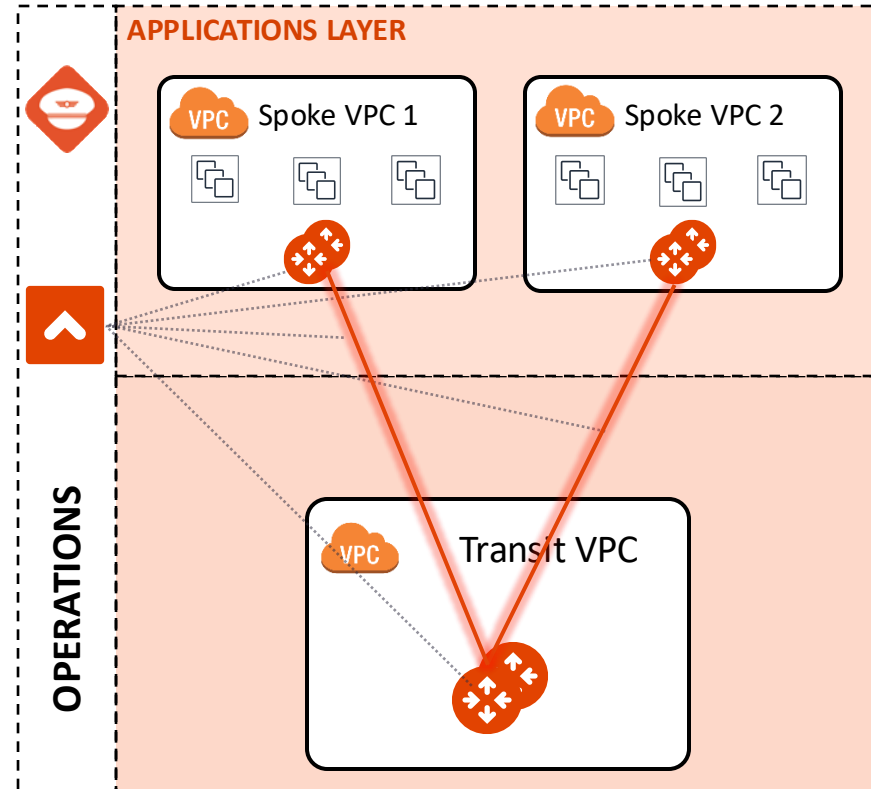 APPLICATIONS LAYER
VPC
Spoke VPC 1
VPC
Spoke VPC 2
OPERATIONS
VPC
Transit VPC